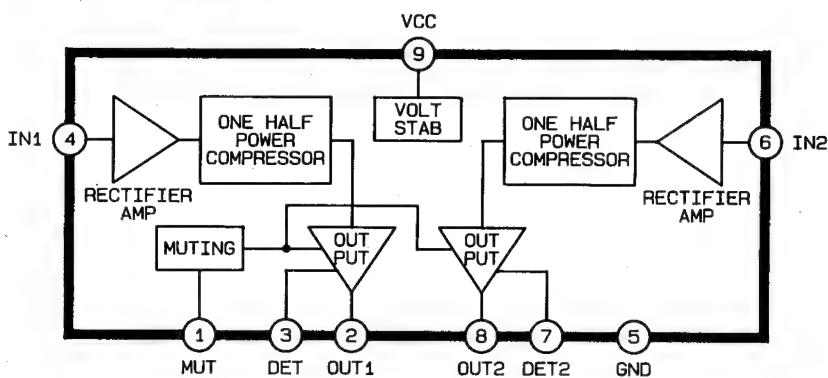 VCC
9
VOLT
STAB
IN1
4
ONE HALF
POWER
COMPRESSOR
RECTIFIER
AMP
ONE HALF
POWER
COMPRESSOR
6
IN2
RECTIFIER
AMP
MUTING
OUT
PUT
OUT
PUT
1
3
2
8
7
5
MUT
DET
OUT1
OUT2
DET2
GND